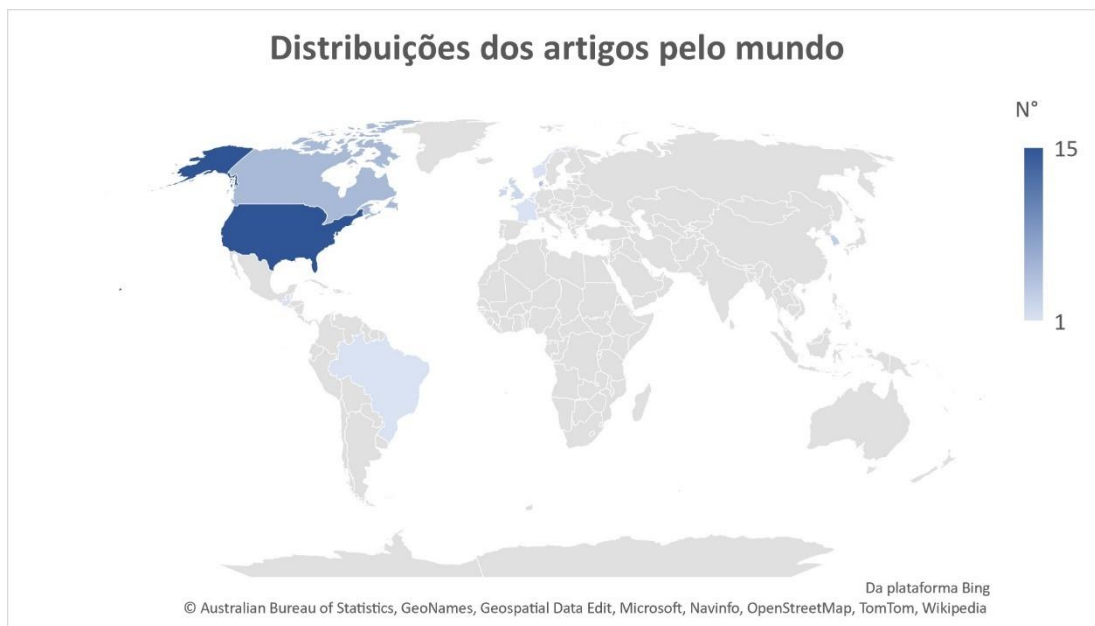 Distribuições dos artigos pelo mundo
N°
15
1
Da plataforma Bing
© Australian Bureau of Statistics, GeoNames, Geospatial Data Edit, Microsoft, Navinfo, OpenStreetMap, TomTom, Wikipedia